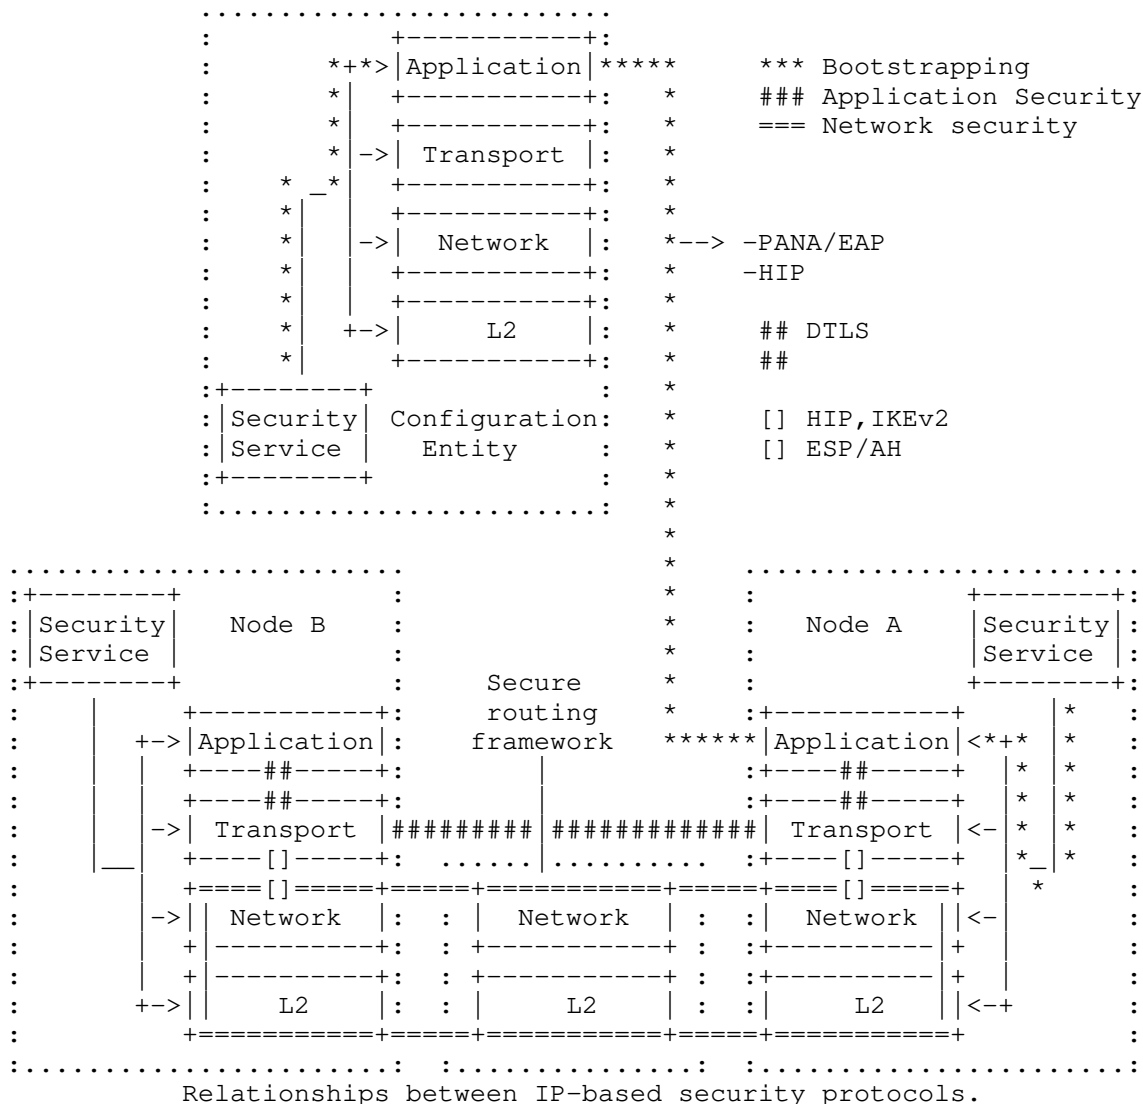 Application *** Bootstrapping
### Application Security
=== Network security
Transport
Network -PANA/EAP
-HIP
L2 ## DTLS
##
Security Configuration [] HIP,IKEv2
Service Entity [] ESP/AH
Security Node B Node A Security
Service Service
Secure
routing
Application framework Application
## ##
## ##
Transport Transport
[] []
[] []
Network Network Network
L2 L2 L2
Relationships between IP-based security protocols.